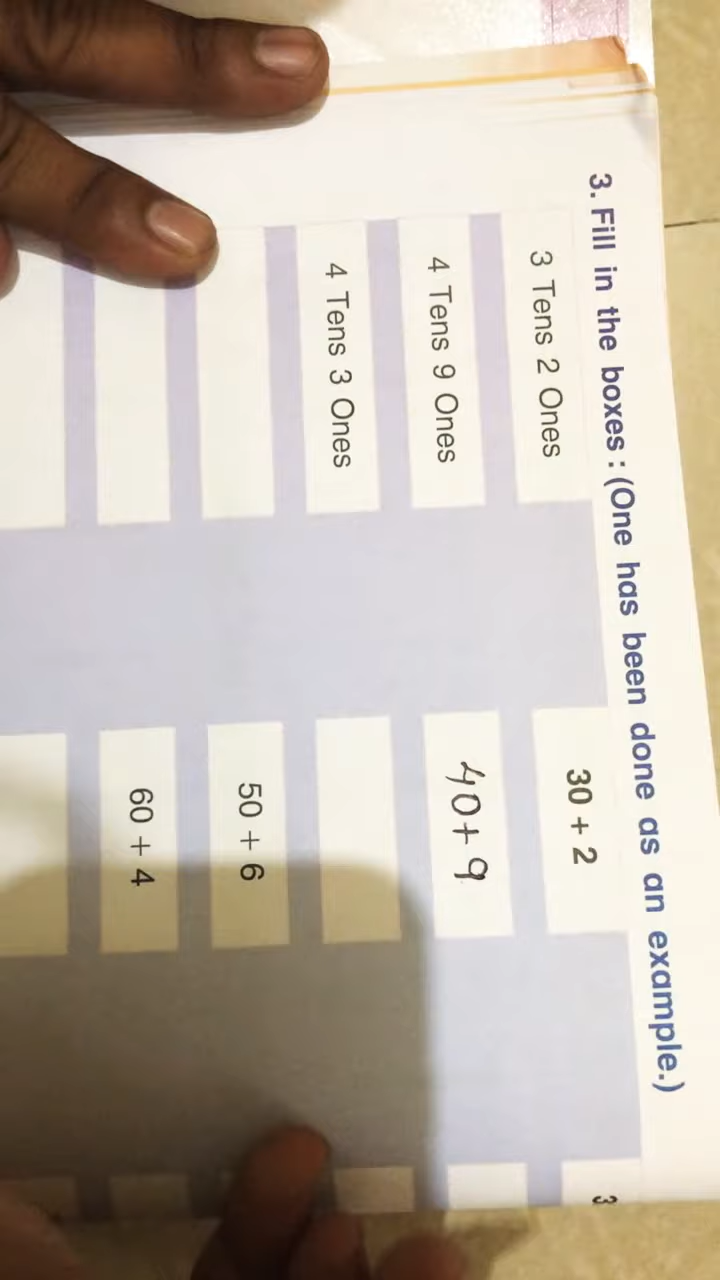 3. Fill in the boxes : (One has been done as an example.)
3 Tens 2 Ones 30 + 2 3
4 Tens 9 Ones 40+9
4 Tens 3 Ones
50 + 6
60 + 4